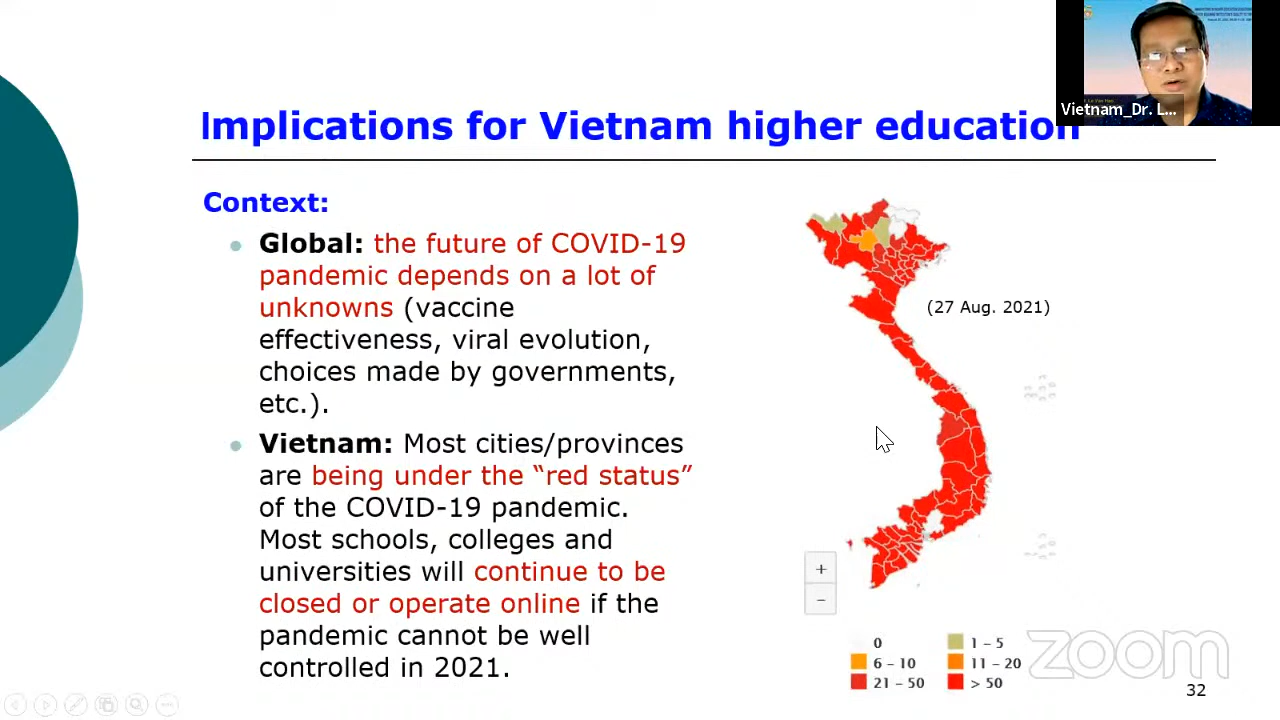 Implications for Vietnam higher education
Vietnam_Dr. L...
Context:
Global: the future of COVID-19
pandemic depends on a lot of
unknowns (vaccine
effectiveness, viral evolution,
choices made by governments,
etc.).
Vietnam: Most cities/provinces
are being under the “red status”
of the COVID-19 pandemic.
Most schools, colleges and
universities will continue to be
closed or operate online if the
pandemic cannot be well
controlled in 2021.
(27 Aug. 2021)
+
−
0
1 – 5
6 – 10
11 – 20
21 – 50
> 50
zoom
32